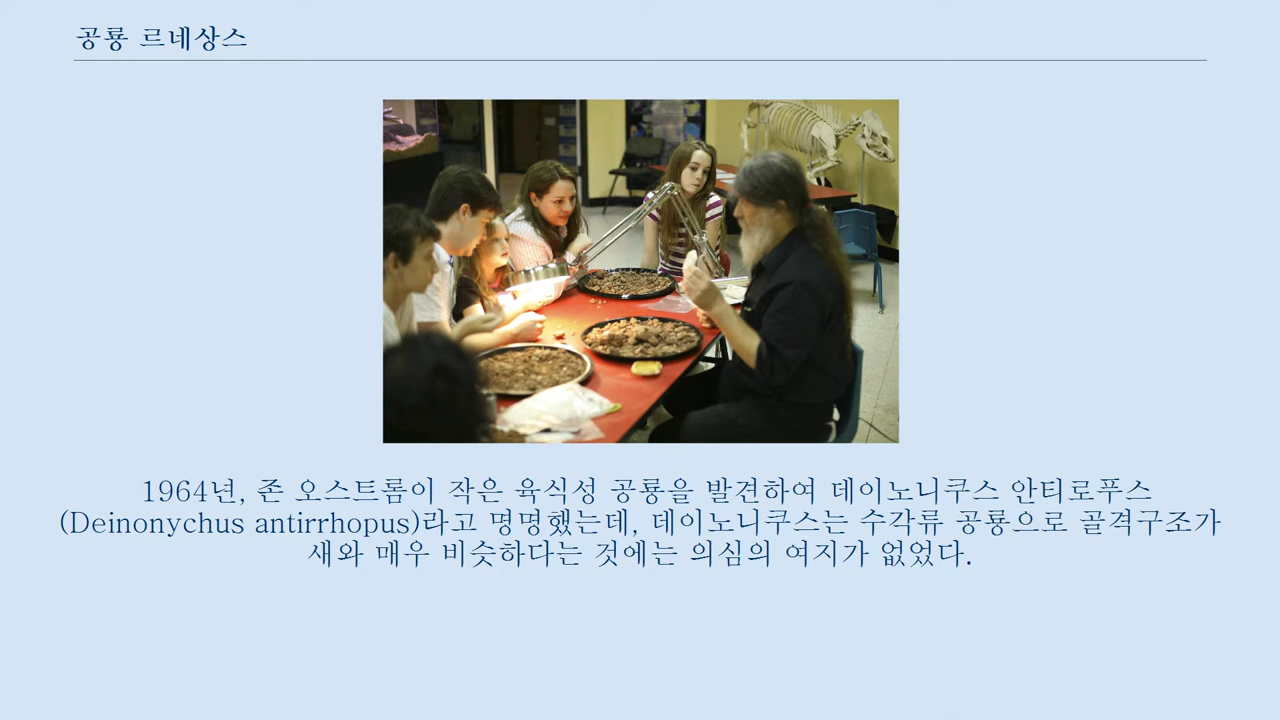 공룡 르네상스
1964년, 존 오스트롬이 작은 육식성 공룡을 발견하여 데이노니쿠스 안티로푸스
(Deinonychus antirrhopus)라고 명명했는데, 데이노니쿠스는 수각류 공룡으로 골격구조가
새와 매우 비슷하다는 것에는 의심의 여지가 없었다.